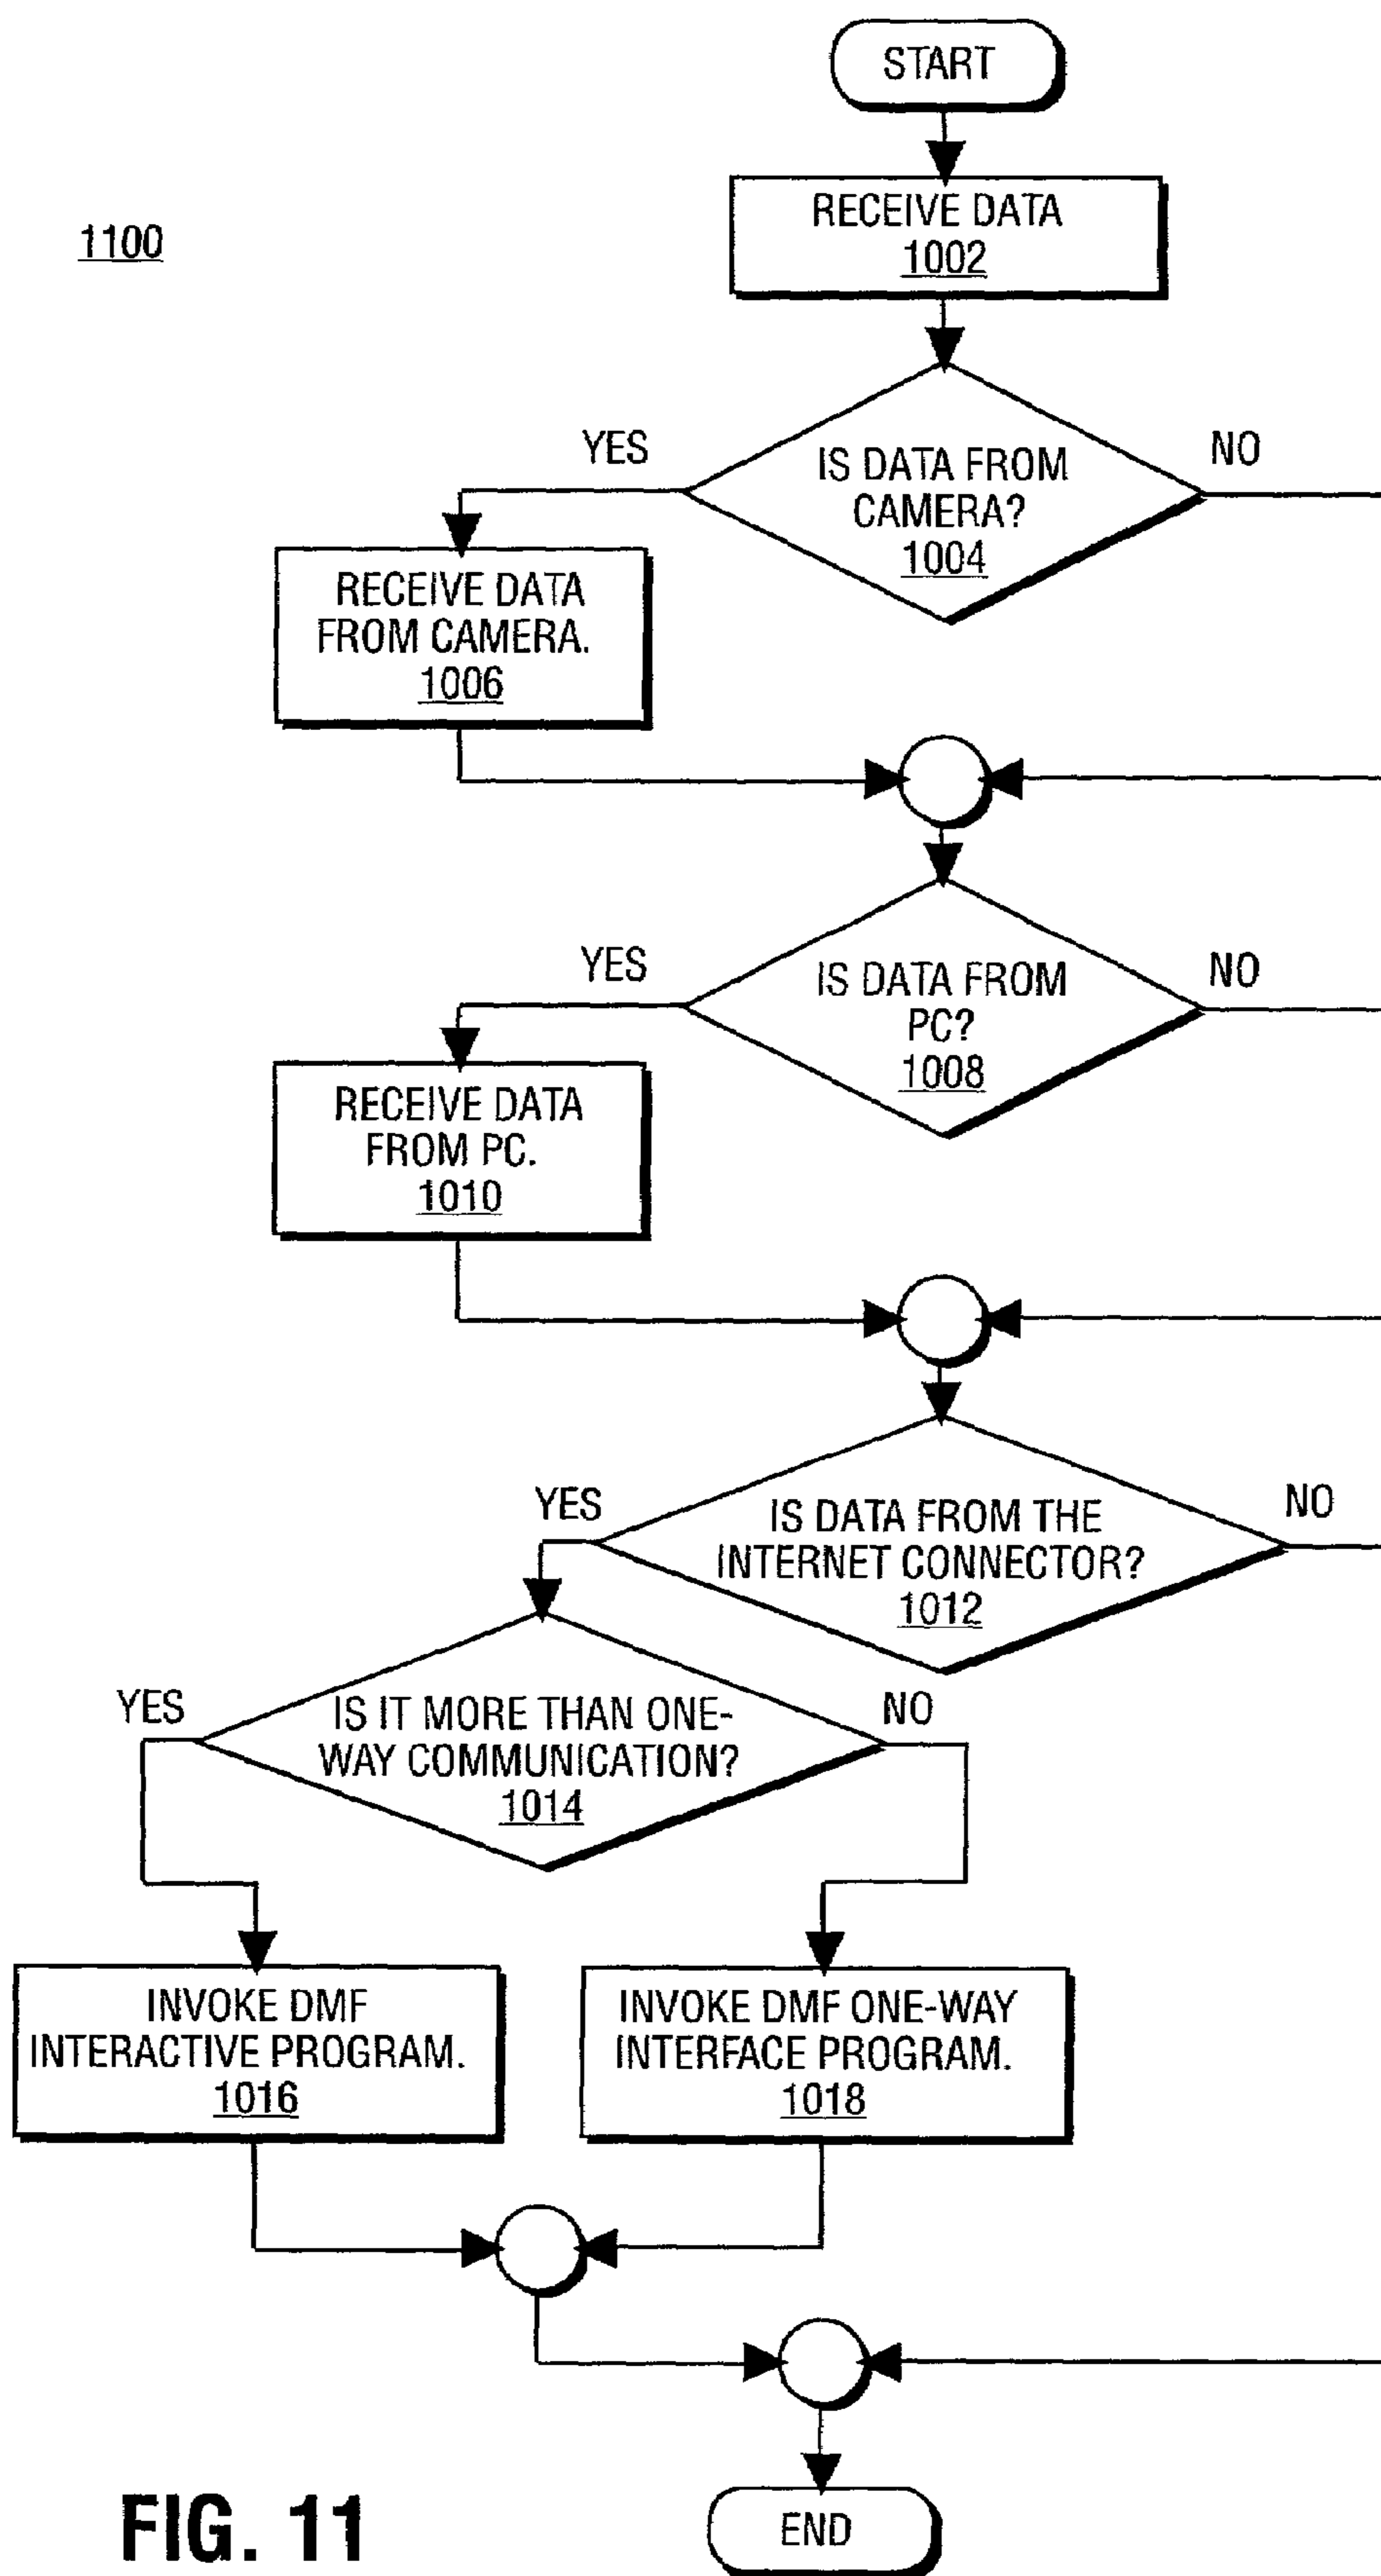 START
1100
RECEIVE DATA
1002
YES
NO
IS DATA FROM
CAMERA?
1004
RECEIVE DATA
FROM CAMERA.
1006
YES
NO
IS DATA FROM
PC?
1008
RECEIVE DATA
FROM PC.
1010
YES
NO
IS DATA FROM THE
INTERNET CONNECTOR?
1012
YES
NO
IS IT MORE THAN ONE-
WAY COMMUNICATION?
1014
INVOKE DMF
INTERACTIVE PROGRAM.
1016
INVOKE DMF ONE-WAY
INTERFACE PROGRAM.
1018
FIG. 11
END